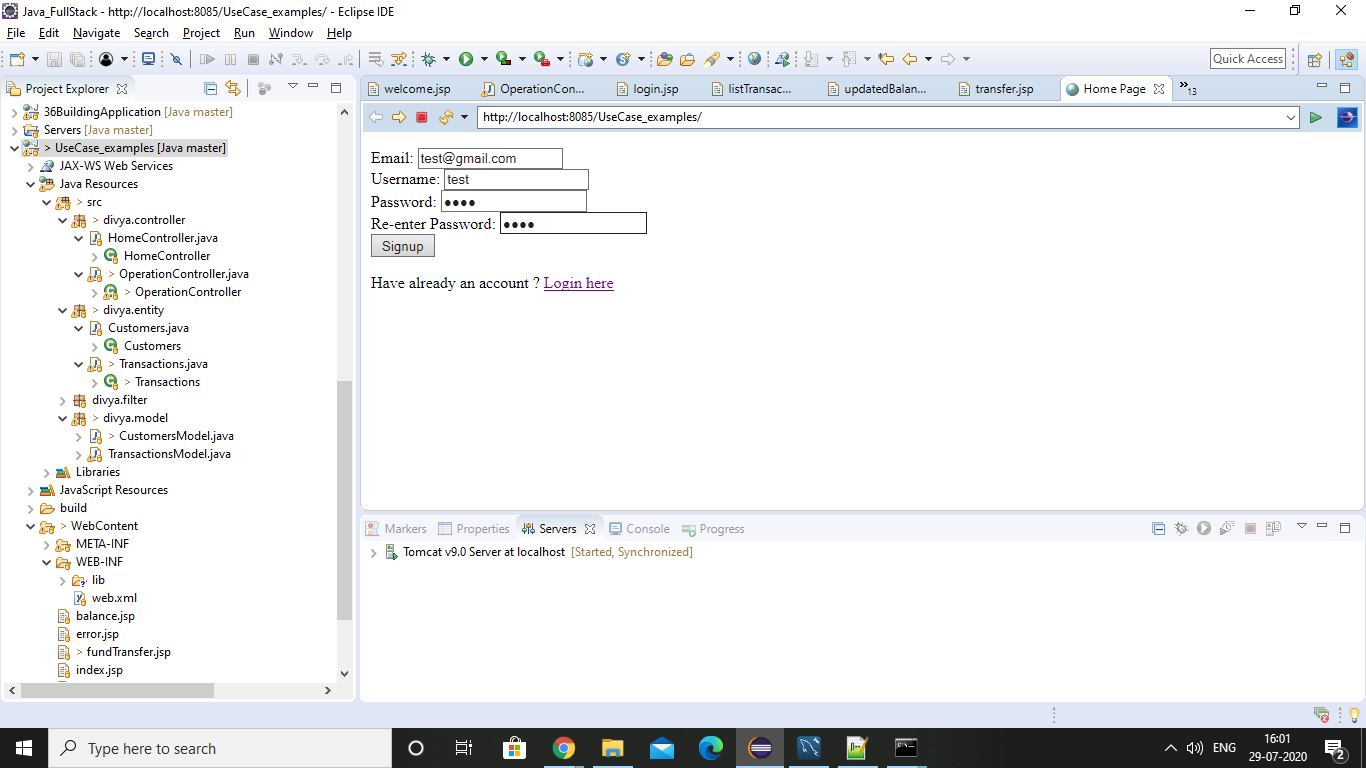 Java_FullStack - http://localhost:8085/UseCase_examples/ - Eclipse IDE
File Edit Navigate Search Project Run Window Help
Quick Access
Project Explorer
36BuildingApplication [Java master]
Servers [Java master]
> UseCase_examples [Java master]
JAX-WS Web Services
Java Resources
> src
> divya.controller
HomeController.java
HomeController
> OperationController.java
> OperationController
> divya.entity
Customers.java
Customers
> Transactions.java
> Transactions
divya.filter
> divya.model
> CustomersModel.java
TransactionsModel.java
Libraries
JavaScript Resources
build
> WebContent
META-INF
WEB-INF
lib
web.xml
balance.jsp
error.jsp
> fundTransfer.jsp
index.jsp
welcome.jsp OperationCon... login.jsp listTransac... updatedBalan... transfer.jsp Home Page »13
http://localhost:8085/UseCase_examples/
Email: test@gmail.com
Username: test
Password: ●●●●
Re-enter Password: ●●●●
Signup
Have already an account ? Login here
Markers Properties Servers Console Progress
Tomcat v9.0 Server at localhost [Started, Synchronized]
Type here to search
ENG
16:01
29-07-2020
2